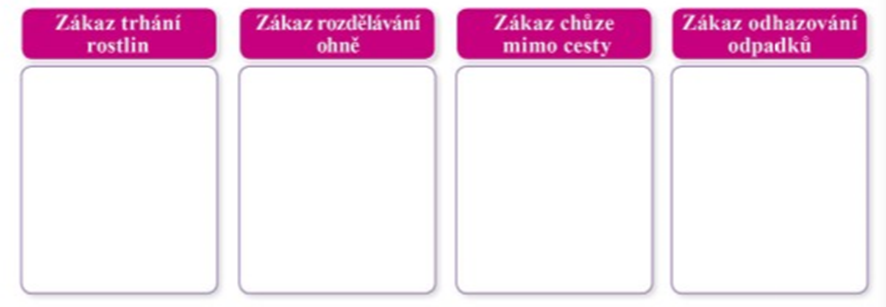 Zákaz trhání
rostlin
Zákaz rozdělávání
ohně
Zákaz chůze
mimo cesty
Zákaz odhazování
odpadků